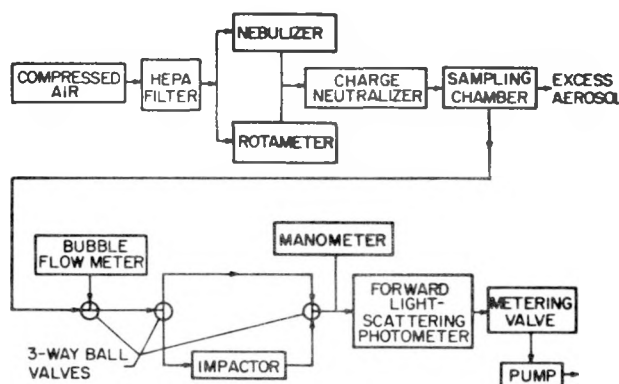 NEBULIZER
COMPRESSED
AIR
HEPA
FILTER
CHARGE
NEUTRALIZER
SAMPLING
CHAMBER
EXCESS
AEROSOL
ROTAMETER
BUBBLE
FLOW METER
MANOMETER
FORWARD
LIGHT-
SCATTERING
PHOTOMETER
METERING
VALVE
3-WAY BALL
VALVES
IMPACTOR
PUMP